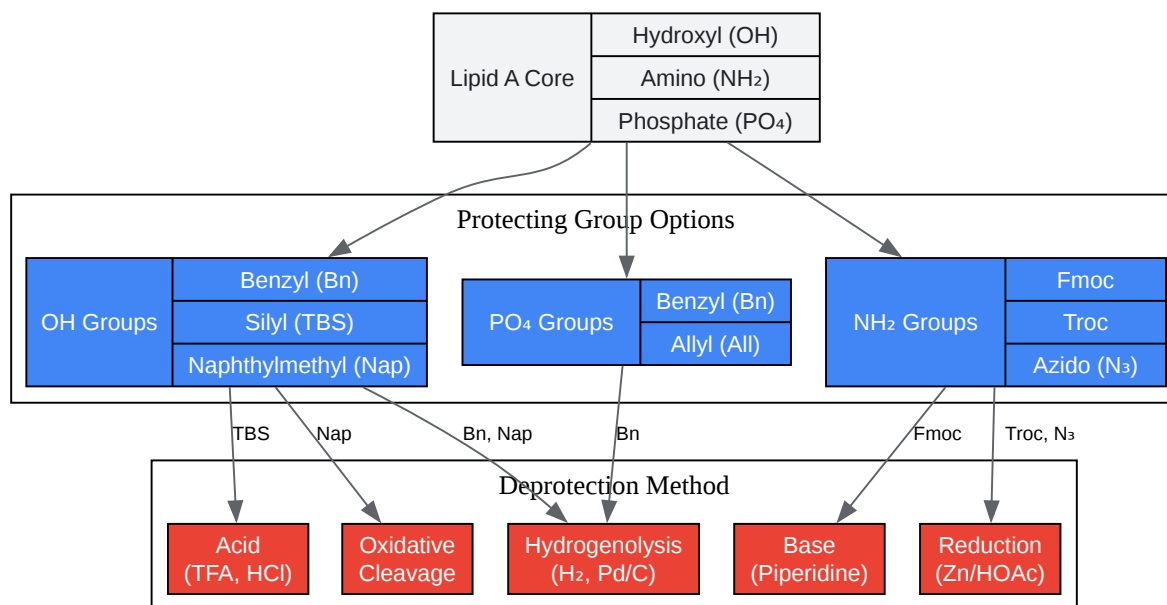 Lipid A Core
Hydroxyl (OH)
Amino (NH₂)
Phosphate (PO₄)
Protecting Group Options
OH Groups
Benzyl (Bn)
Silyl (TBS)
Naphthylmethyl (Nap)
PO₄ Groups
Benzyl (Bn)
Allyl (All)
NH₂ Groups
Fmoc
Troc
Azido (N₃)
TBS
Nap
Bn, Nap
Bn
Fmoc
Troc, N₃
Deprotection Method
Acid
(TFA, HCl)
Oxidative
Cleavage
Hydrogenolysis
(H₂, Pd/C)
Base
(Piperidine)
Reduction
(Zn/HOAc)